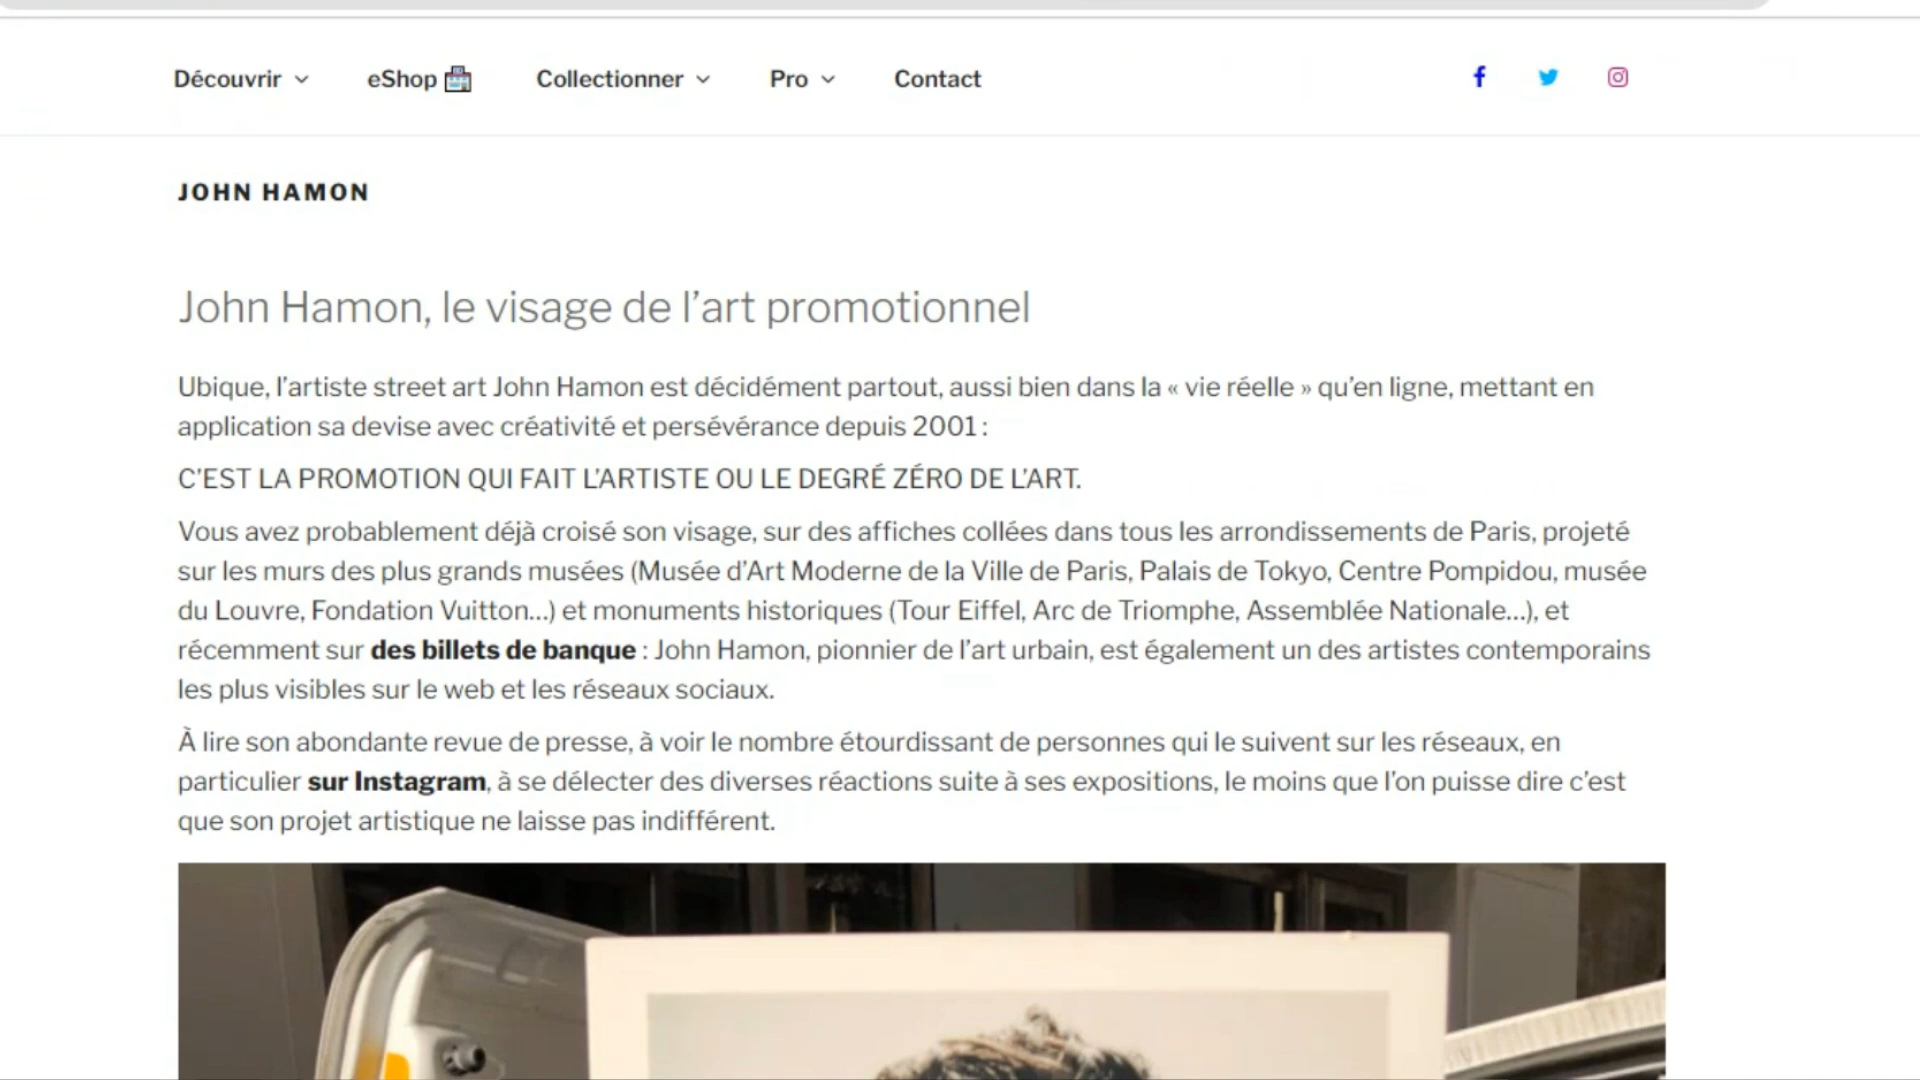 Découvrir eShop Collectionner Pro Contact
JOHN HAMON
John Hamon, le visage de l’art promotionnel
Ubique, l’artiste street art John Hamon est décidément partout, aussi bien dans la « vie réelle » qu’en ligne, mettant en
application sa devise avec créativité et persévérance depuis 2001 :
C’EST LA PROMOTION QUI FAIT L’ARTISTE OU LE DEGRÉ ZÉRO DE L’ART.
Vous avez probablement déjà croisé son visage, sur des affiches collées dans tous les arrondissements de Paris, projeté
sur les murs des plus grands musées (Musée d’Art Moderne de la Ville de Paris, Palais de Tokyo, Centre Pompidou, musée
du Louvre, Fondation Vuitton…) et monuments historiques (Tour Eiffel, Arc de Triomphe, Assemblée Nationale…), et
récemment sur des billets de banque : John Hamon, pionnier de l’art urbain, est également un des artistes contemporains
les plus visibles sur le web et les réseaux sociaux.
À lire son abondante revue de presse, à voir le nombre étourdissant de personnes qui le suivent sur les réseaux, en
particulier sur Instagram, à se délecter des diverses réactions suite à ses expositions, le moins que l’on puisse dire c’est
que son projet artistique ne laisse pas indifférent.